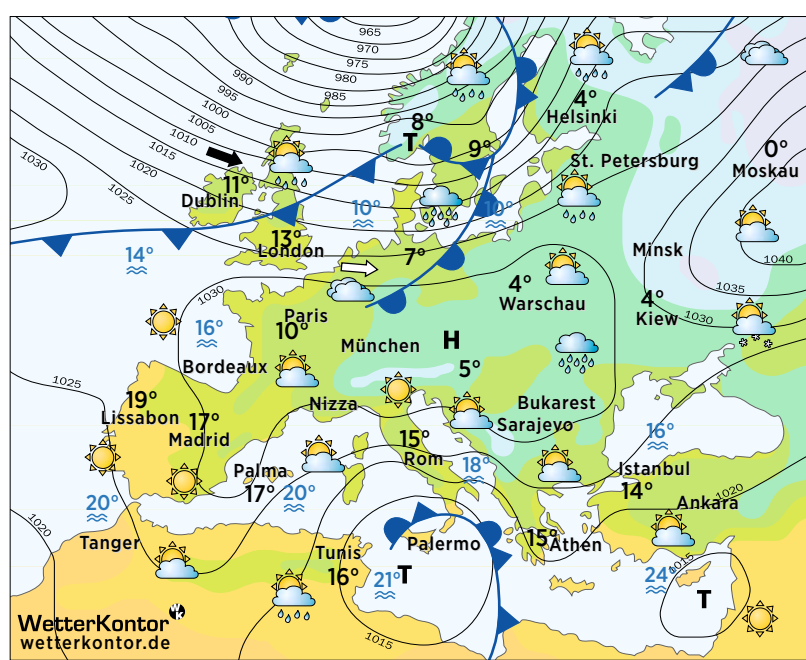 965
970
975
980
985
990
995
1000
1005
1010
1015
1020
1025
1030
8°
T
9°
4°
Helsinki
St. Petersburg
0°
Moskau
11°
Dublin
10°
10°
13°
London
14°
7°
Minsk
1040
1035
1030
4°
Warschau
4°
Kiew
1030
Paris
10°
16°
München
H
5°
Bordeaux
1025
19°
Lissabon
17°
Madrid
Nizza
Bukarest
Sarajevo
15°
Rom
16°
18°
Istanbul
14°
1020
Ankara
Palma
17°
20°
20°
1020
Tanger
Tunis
16°
Palermo
15°
Athen
21°
T
24°
1015
T
1015
WetterKontor
wk
wetterkontor.de